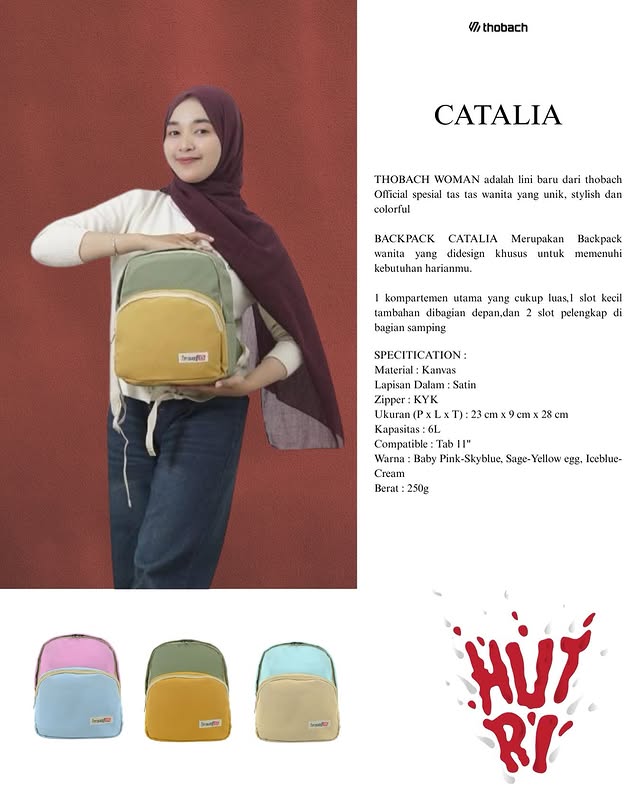 thobach
CATALIA
THOBACH WOMAN adalah lini baru dari thobach
Official spesial tas tas wanita yang unik, stylish dan
colorful
BACKPACK CATALIA Merupakan Backpack
wanita yang didesign khusus untuk memenuhi
kebutuhan harianmu.
1 kompartemen utama yang cukup luas,1 slot kecil
tambahan dibagian depan,dan 2 slot pelengkap di
bagian samping
SPECITICATION :
Material : Kanvas
Lapisan Dalam : Satin
Zipper : KYK
Ukuran (P x L x T) : 23 cm x 9 cm x 28 cm
Kapasitas : 6L
Compatible : Tab 11"
Warna : Baby Pink-Skyblue, Sage-Yellow egg, Iceblue-
Cream
Berat : 250g
HUT
RI